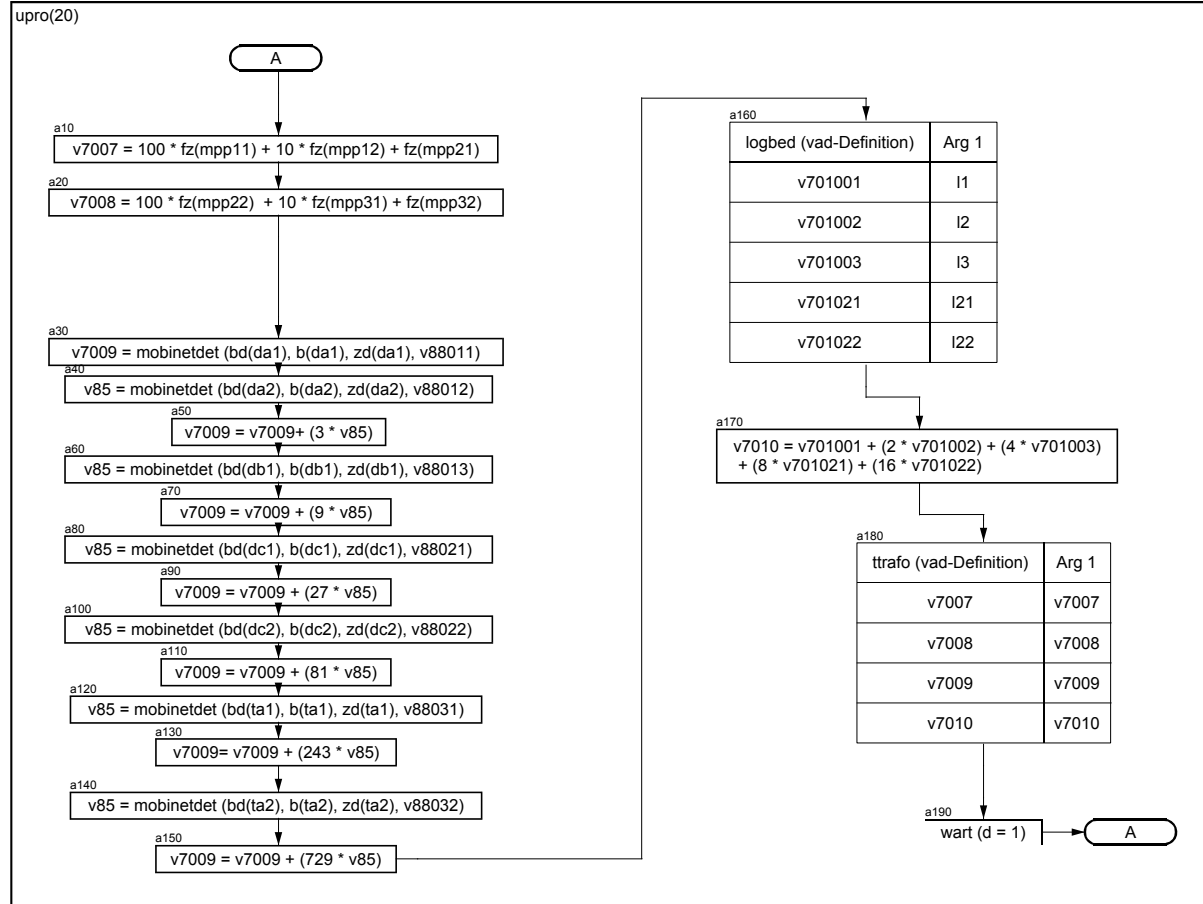 upro(20)
A
a10
v7007 = 100 * fz(mpp11) + 10 * fz(mpp12) + fz(mpp21)
a20
v7008 = 100 * fz(mpp22)  + 10 * fz(mpp31) + fz(mpp32)
a30
v7009 = mobinetdet (bd(da1), b(da1), zd(da1), v88011)
a40
v85 = mobinetdet (bd(da2), b(da2), zd(da2), v88012)
a50
v7009 = v7009+ (3 * v85)
a60
v85 = mobinetdet (bd(db1), b(db1), zd(db1), v88013)
a70
v7009 = v7009 + (9 * v85)
a80
v85 = mobinetdet (bd(dc1), b(dc1), zd(dc1), v88021)
a90
v7009 = v7009 + (27 * v85)
a100
v85 = mobinetdet (bd(dc2), b(dc2), zd(dc2), v88022)
a110
v7009 = v7009 + (81 * v85)
a120
v85 = mobinetdet (bd(ta1), b(ta1), zd(ta1), v88031)
a130
v7009= v7009 + (243 * v85)
a140
v85 = mobinetdet (bd(ta2), b(ta2), zd(ta2), v88032)
a150
v7009 = v7009 + (729 * v85)
a160
logbed (vad-Definition) Arg 1
v701001 l1
v701002 l2
v701003 l3
v701021 l21
v701022 l22
a170
v7010 = v701001 + (2 * v701002) + (4 * v701003)
+ (8 * v701021) + (16 * v701022)
a180
ttrafo (vad-Definition) Arg 1
v7007 v7007
v7008 v7008
v7009 v7009
v7010 v7010
a190
wart (d = 1)
A